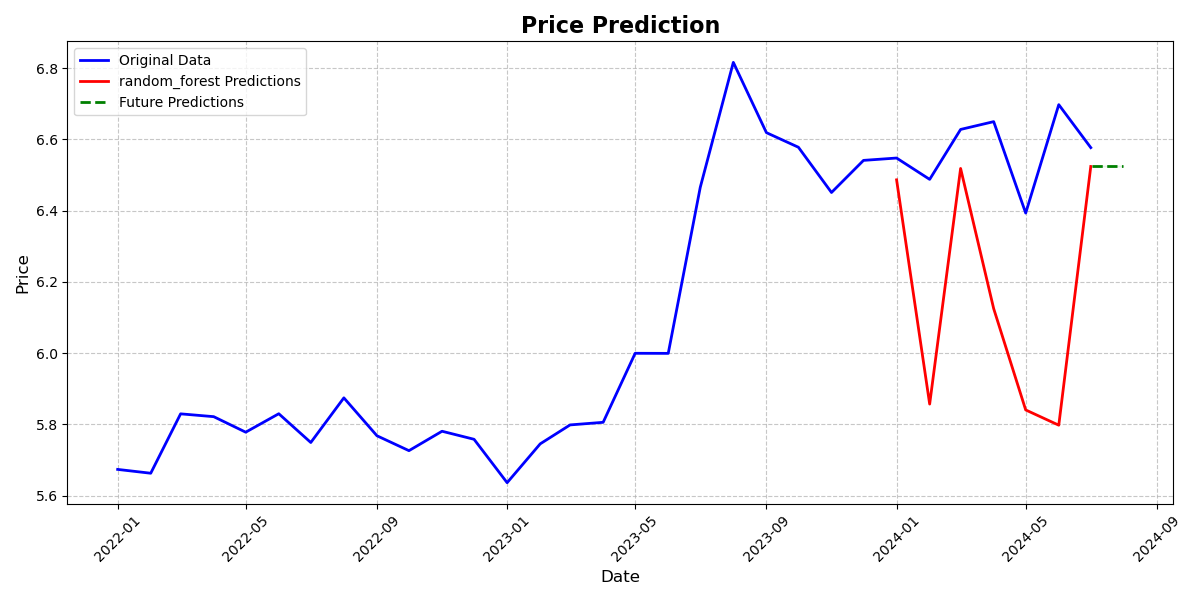 Price Prediction
Original Data
random_forest Predictions
Future Predictions
Price
6.8
6.6
6.4
6.2
6.0
5.8
5.6
2022-01
2022-05
2022-09
2023-01
2023-05
2023-09
2024-01
2024-05
2024-09
Date